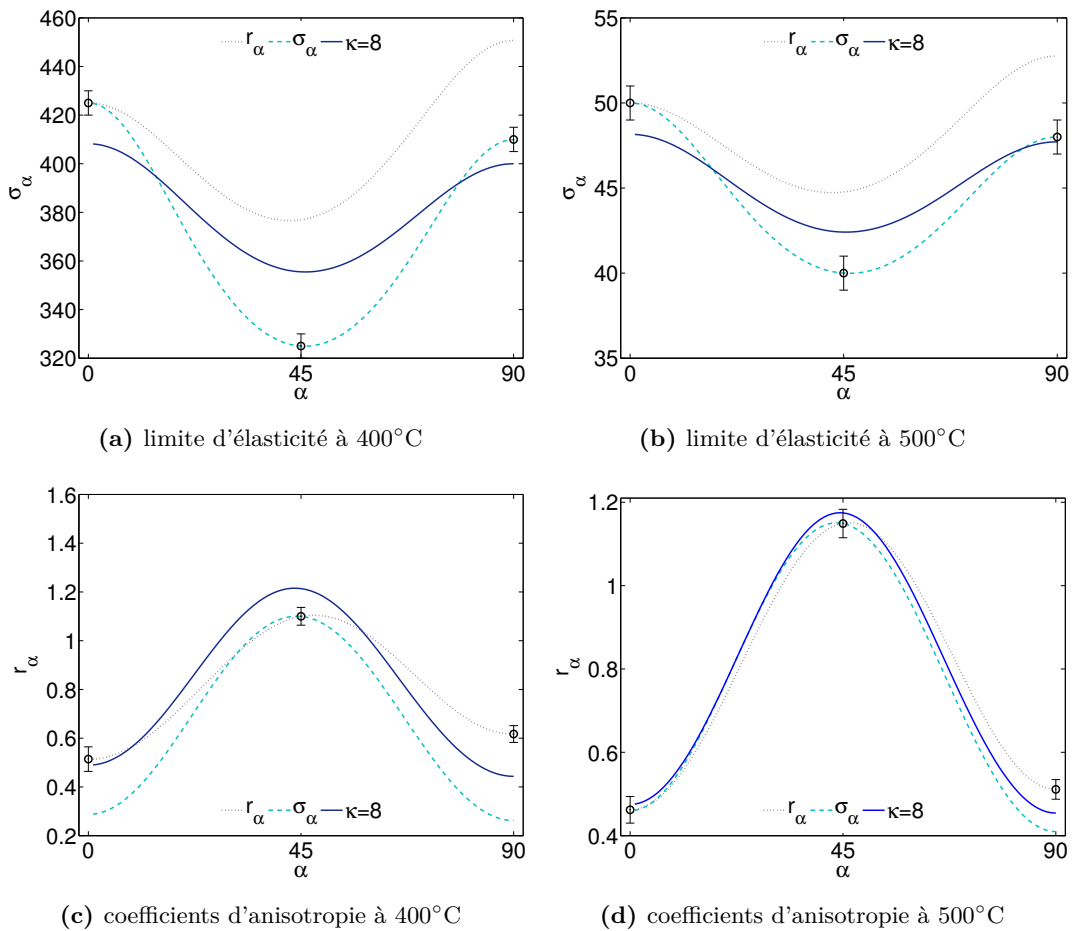 460
440
420
400
380
360
340
320
σ_α
r_α σ_α κ=8
0 45 90
α
(a) limite d'élasticité à 400°C
55
50
45
40
35
σ_α
r_α σ_α κ=8
0 45 90
α
(b) limite d'élasticité à 500°C
1.6
1.4
1.2
1
0.8
0.6
0.4
0.2
r_α
r_α σ_α κ=8
0 45 90
α
(c) coefficients d'anisotropie à 400°C
1.2
1
0.8
0.6
0.4
r_α
r_α σ_α κ=8
0 45 90
α
(d) coefficients d'anisotropie à 500°C